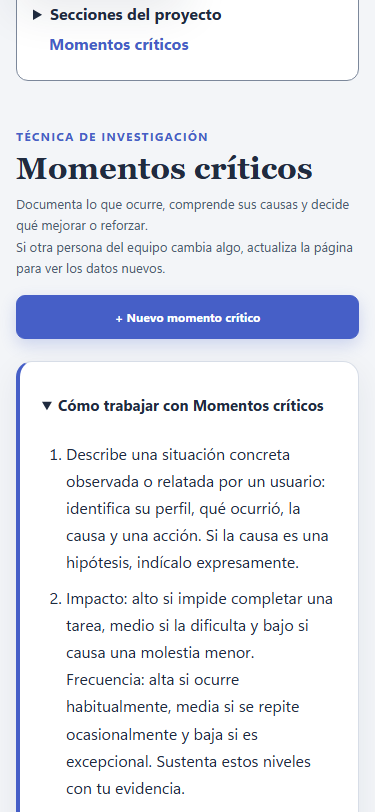 ▶ Secciones del proyecto
Momentos críticos
TÉCNICA DE INVESTIGACIÓN
Momentos críticos
Documenta lo que ocurre, comprende sus causas y decide
qué mejorar o reforzar.
Si otra persona del equipo cambia algo, actualiza la página
para ver los datos nuevos.
+ Nuevo momento crítico
▼ Cómo trabajar con Momentos críticos
1. Describe una situación concreta
observada o relatada por un usuario:
identifica su perfil, qué ocurrió, la
causa y una acción. Si la causa es una
hipótesis, indícalo expresamente.
2. Impacto: alto si impide completar una
tarea, medio si la dificulta y bajo si
causa una molestia menor.
Frecuencia: alta si ocurre
habitualmente, media si se repite
ocasionalmente y baja si es
excepcional. Sustenta estos niveles
con tu evidencia.